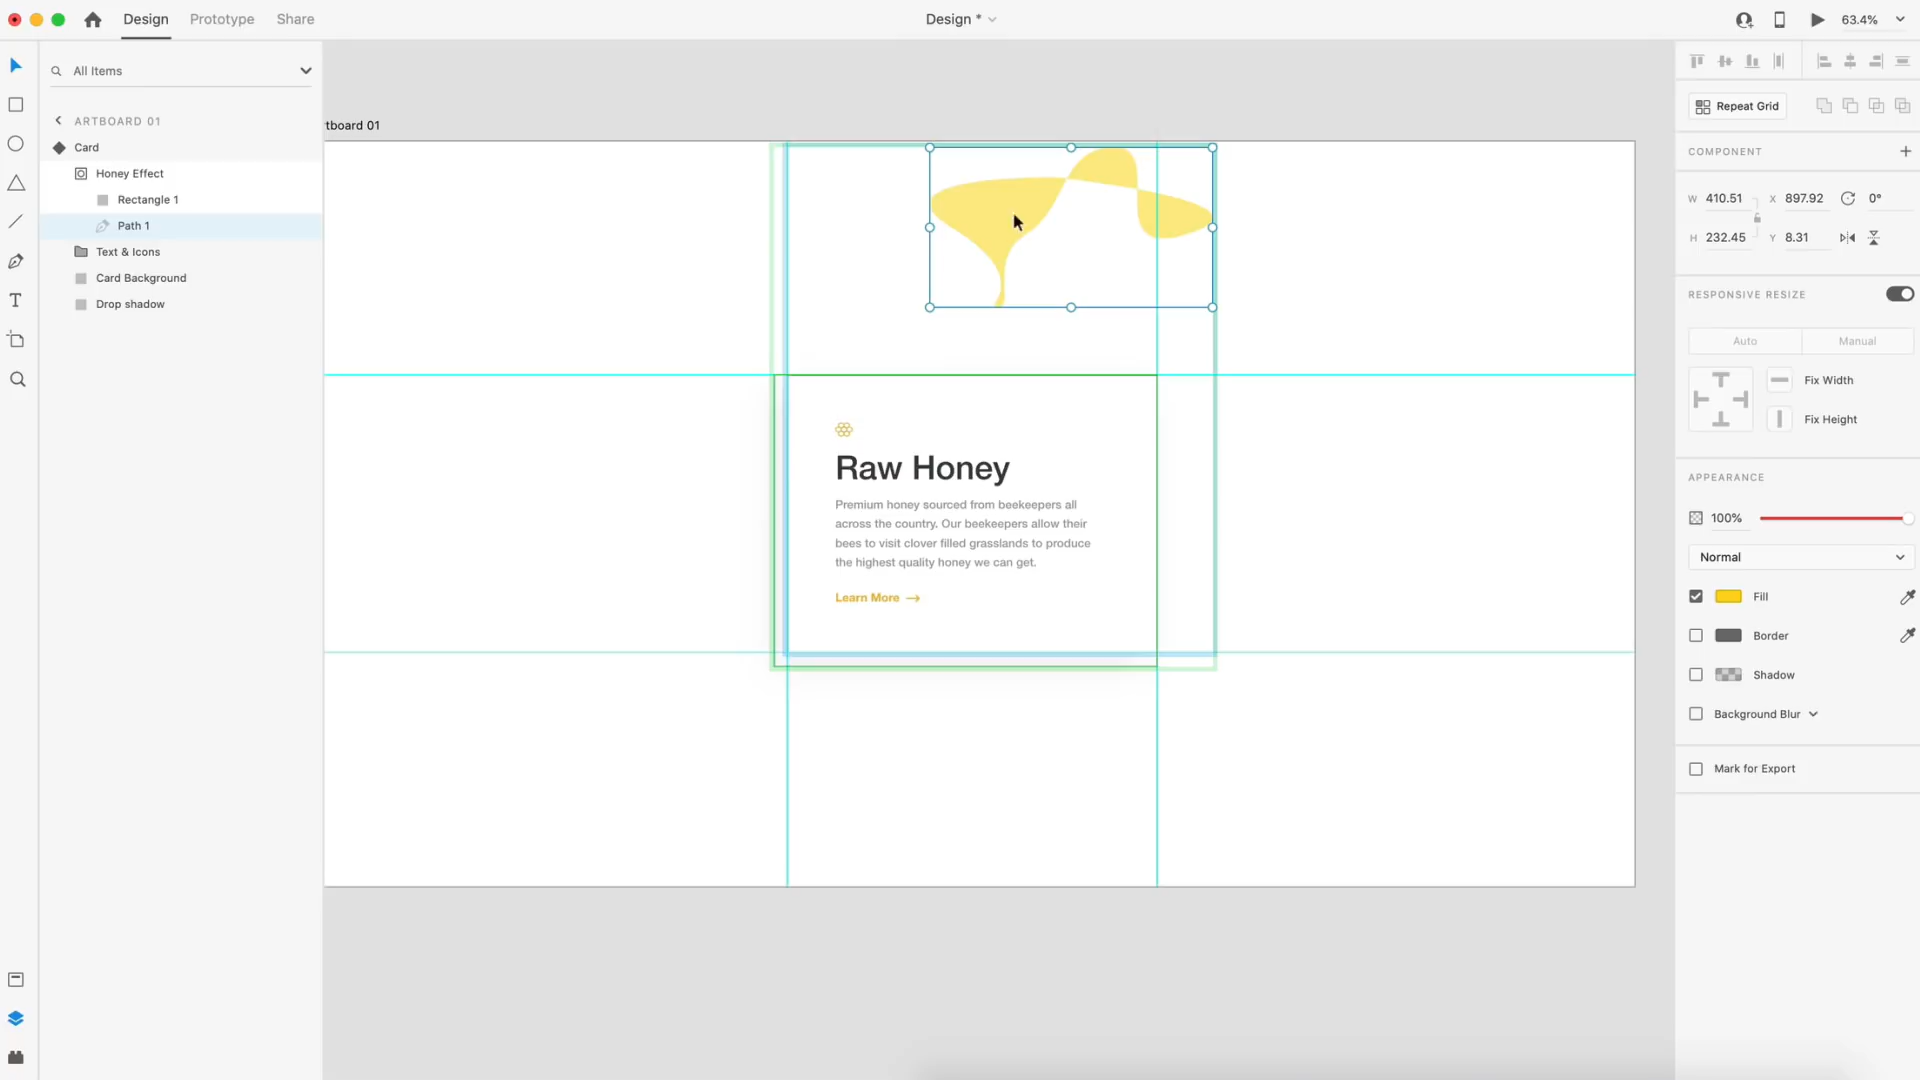 Design
Prototype
Share
Design *
63.4%
All Items
ARTBOARD 01
Card
Honey Effect
Rectangle 1
Path 1
Text & Icons
Card Background
Drop shadow
tboard 01
Raw Honey
Premium honey sourced from beekeepers all
across the country. Our beekeepers allow their
bees to visit clover filled grasslands to produce
the highest quality honey we can get.
Learn More
Repeat Grid
COMPONENT
W 410.51 X 897.92 0°
H 232.45 Y 8.31
RESPONSIVE RESIZE
Auto Manual
Fix Width
Fix Height
APPEARANCE
100%
Normal
Fill
Border
Shadow
Background Blur
Mark for Export